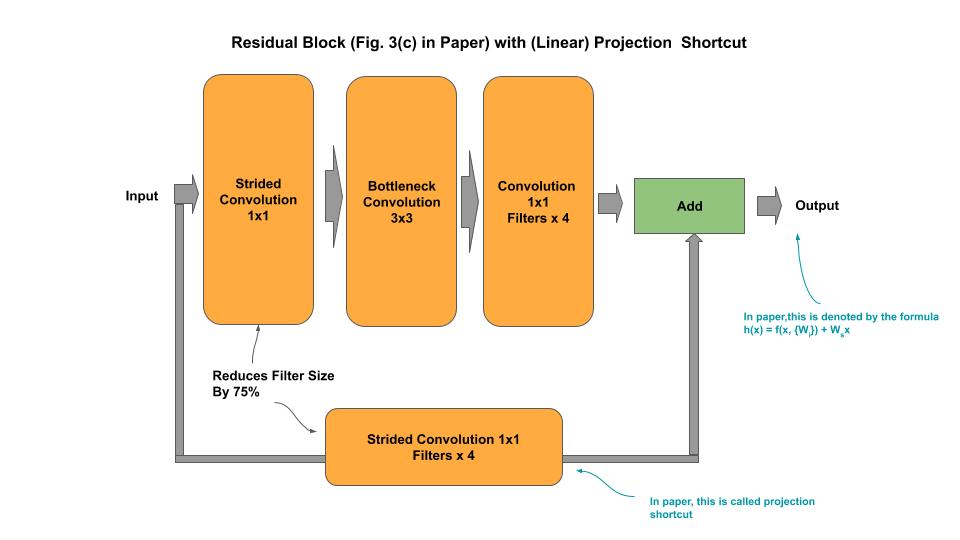 Residual Block (Fig. 3(c) in Paper) with (Linear) Projection Shortcut
Input
Strided
Convolution
1x1
Bottleneck
Convolution
3x3
Convolution
1x1
Filters x 4
Add
Output
In paper,this is denoted by the formula
h(x) = f(x, {Wi}) + Wsx
Reduces Filter Size
By 75%
Strided Convolution 1x1
Filters x 4
In paper, this is called projection
shortcut